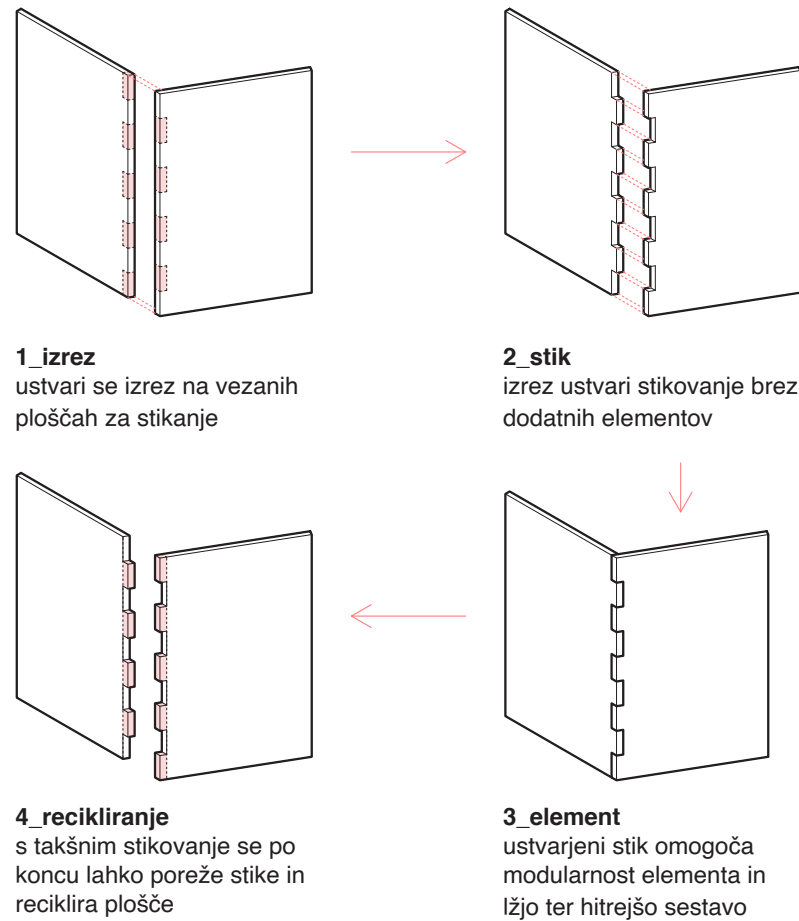 1_izrez
ustvari se izrez na vezanih
ploščah za stikanje
2_stik
izrez ustvari stikovanje brez
dodatnih elementov
4_recikliranje
s takšnim stikovanje se po
koncu lahko poreže stike in
reciklira plošče
3_element
ustvarjeni stik omogoča
modularnost elementa in
lžjo ter hitrejšo sestavo